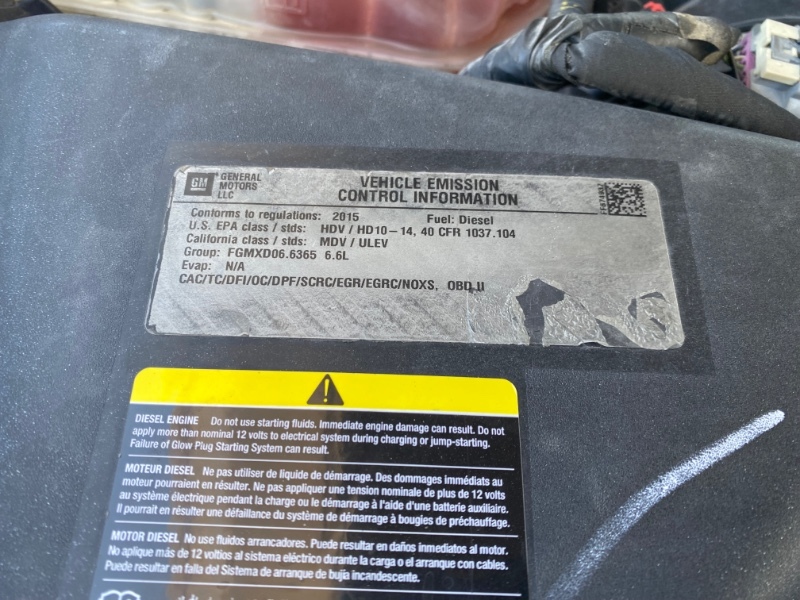 GM
GENERAL
MOTORS
LLC
VEHICLE EMISSION
CONTROL INFORMATION
Conforms to regulations: 2015 Fuel: Diesel
U.S. EPA class / stds: HDV / HD10-14, 40 CFR 1037.104
California class / stds: MDV / ULEV
Group: FGMXD06.6365 6.6L
Evap: N/A
CAC/TC/DFI/OC/DPF/SCRC/EGR/EGRC/NOXS, OBD II
DIESEL ENGINE Do not use starting fluids. Immediate engine damage can result. Do not
apply more than nominal 12 volts to electrical system during charging or jump-starting.
Failure of Glow Plug Starting System can result.
MOTEUR DIESEL Ne pas utiliser de liquide de démarrage. Des dommages immédiats au
moteur pourraient en résulter. Ne pas appliquer une tension nominale de plus de 12 volts
au système électrique pendant la charge ou le démarrage à l'aide d'une batterie auxiliaire.
Il pourrait en résulter une défaillance du système de démarrage à bougies de préchauffage.
MOTOR DIESEL No use fluidos arrancadores. Puede resultar en daños inmediatos al motor.
No aplique más de 12 voltios al sistema eléctrico durante la carga o el arranque con cables.
Puede resultar en falla del Sistema de arranque de bujía incandescente.